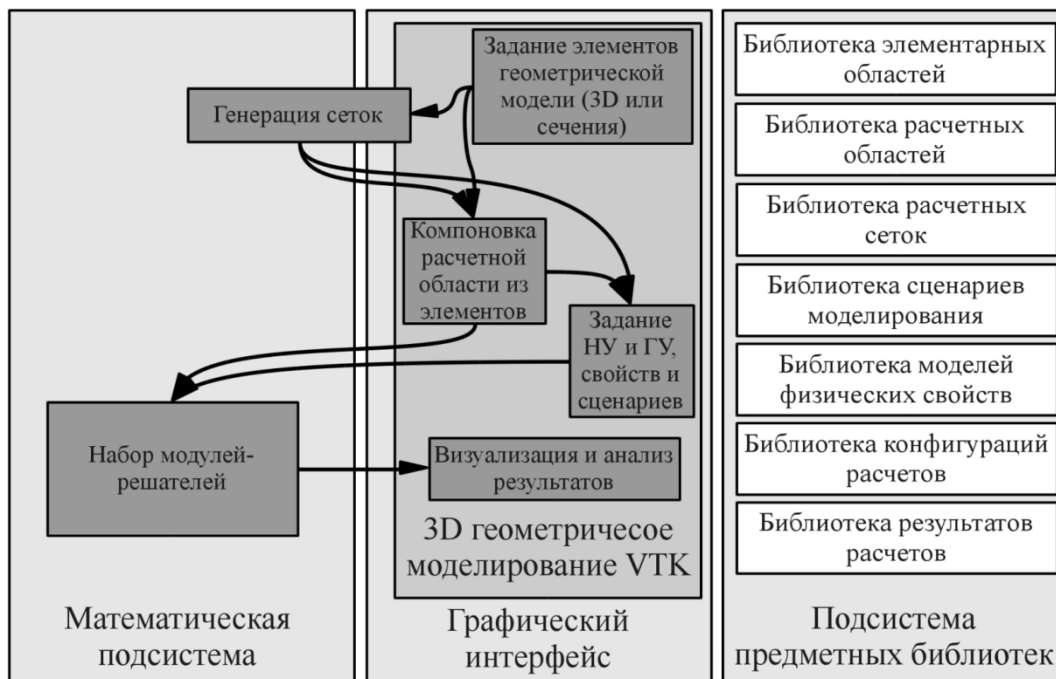 Генерация сеток
Набор модулей-
решателей
Математическая
подсистема
Задание элементов
геометрической
модели (3D или
сечения)
Компоновка
расчетной
области из
элементов
Задание
НУ и ГУ,
свойств и
сценариев
Визуализация и анализ
результатов
3D геометричесое
моделирование VTK
Графический
интерфейс
Библиотека элементарных
областей
Библиотека расчетных
областей
Библиотека расчетных
сеток
Библиотека сценариев
моделирования
Библиотека моделей
физических свойств
Библиотека конфигураций
расчетов
Библиотека результатов
расчетов
Подсистема
предметных библиотек